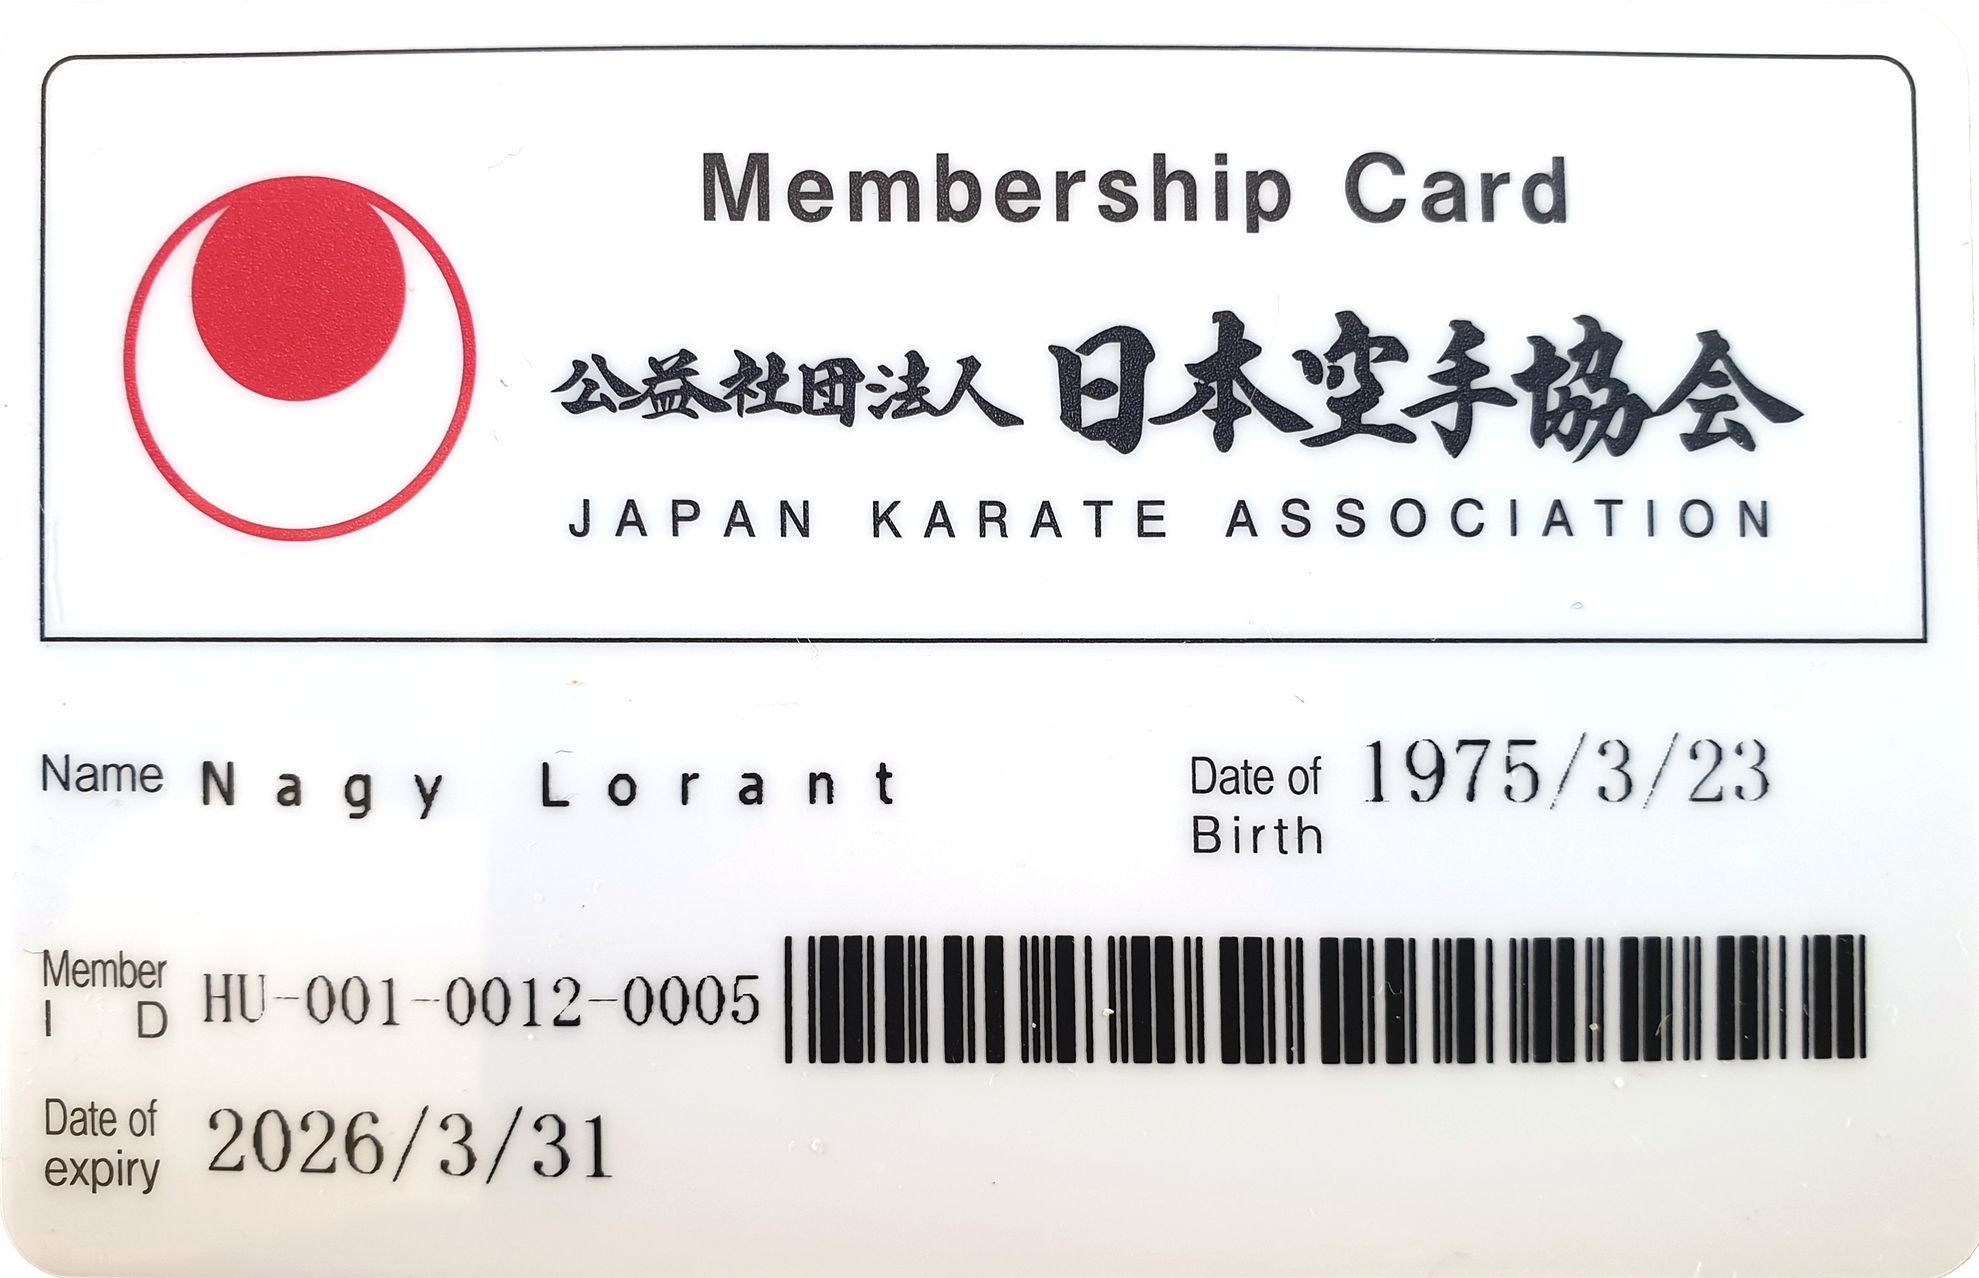 Membership Card
公益社団法人 日本空手協会
JAPAN KARATE ASSOCIATION
Name Nagy Lorant
Date of Birth 1975/3/23
Member ID HU-001-0012-0005
Date of expiry 2026/3/31